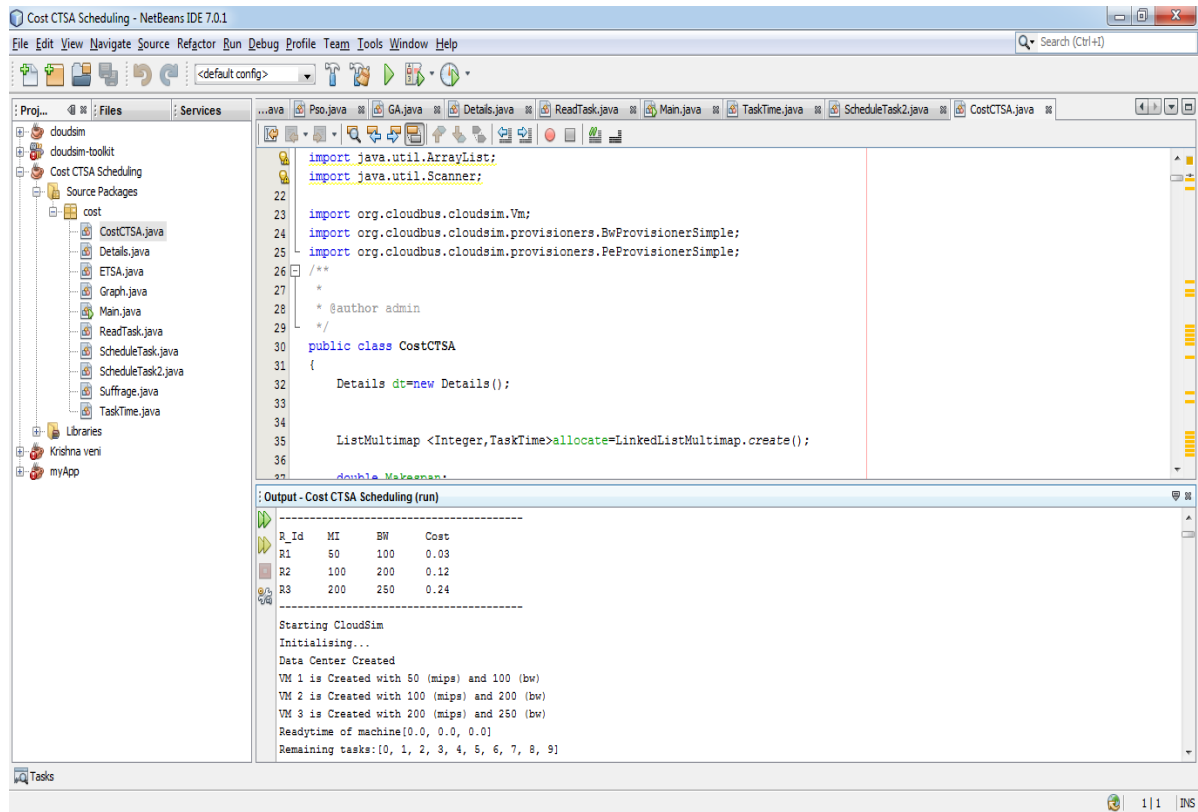 Cost CTSA Scheduling - NetBeans IDE 7.0.1
File Edit View Navigate Source Refactor Run Debug Profile Team Tools Window Help
Search (Ctrl+I)
<default config>
Proj... Files Services
...ava Pso.java GA.java Details.java ReadTask.java Main.java TaskTime.java ScheduleTask2.java CostCTSA.java
cloudsim
cloudsim-toolkit
Cost CTSA Scheduling
Source Packages
cost
CostCTSA.java
Details.java
ETSA.java
Graph.java
Main.java
ReadTask.java
ScheduleTask.java
ScheduleTask2.java
Suffrage.java
TaskTime.java
Libraries
Krishna veni
myApp
import java.util.ArrayList;
import java.util.Scanner;
22
23 import org.cloudbus.cloudsim.Vm;
24 import org.cloudbus.cloudsim.provisioners.BwProvisionerSimple;
25 import org.cloudbus.cloudsim.provisioners.PeProvisionerSimple;
26 /**
27 *
28 * @author admin
29 */
30 public class CostCTSA
31 {
32 Details dt=new Details();
33
34
35 ListMultimap <Integer,TaskTime>allocate=LinkedListMultimap.create();
36
37 double Makespan;
Output - Cost CTSA Scheduling (run)
----------------------------------------
R_Id MI BW Cost
R1 50 100 0.03
R2 100 200 0.12
R3 200 250 0.24
----------------------------------------
Starting CloudSim
Initialising...
Data Center Created
VM 1 is Created with 50 (mips) and 100 (bw)
VM 2 is Created with 100 (mips) and 200 (bw)
VM 3 is Created with 200 (mips) and 250 (bw)
Readytime of machine[0.0, 0.0, 0.0]
Remaining tasks:[0, 1, 2, 3, 4, 5, 6, 7, 8, 9]
Tasks
1|1 INS